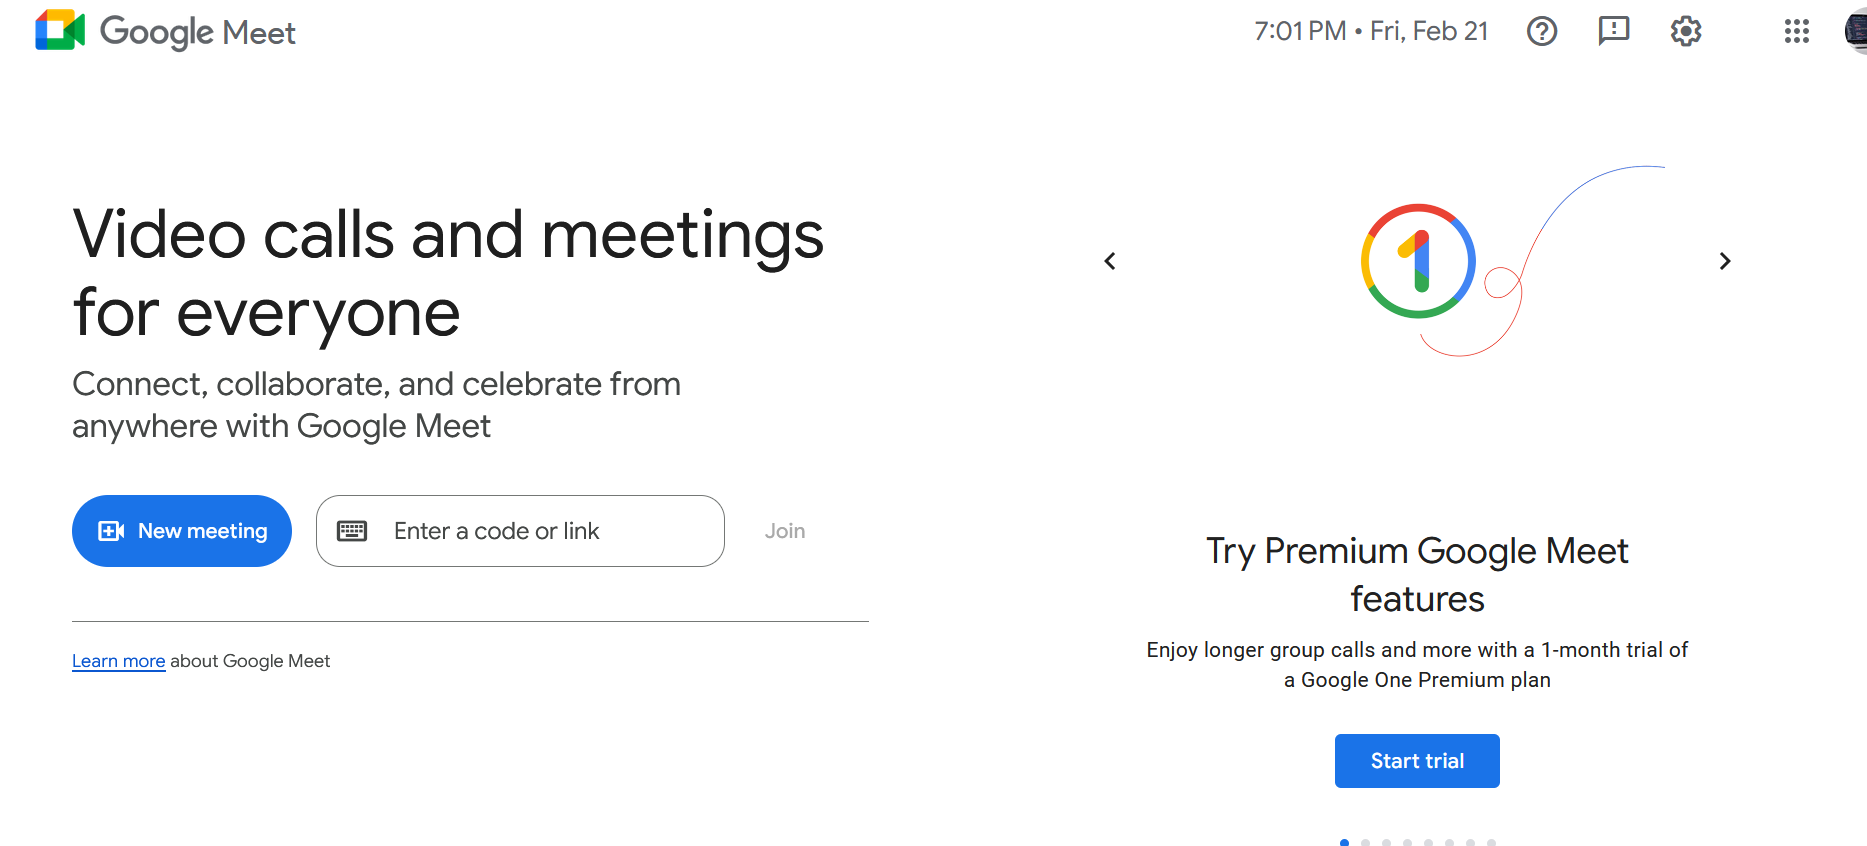 Google Meet
7:01 PM • Fri, Feb 21
Video calls and meetings
for everyone
Connect, collaborate, and celebrate from
anywhere with Google Meet
New meeting
Enter a code or link
Join
Learn more about Google Meet
1
Try Premium Google Meet
features
Enjoy longer group calls and more with a 1-month trial of
a Google One Premium plan
Start trial